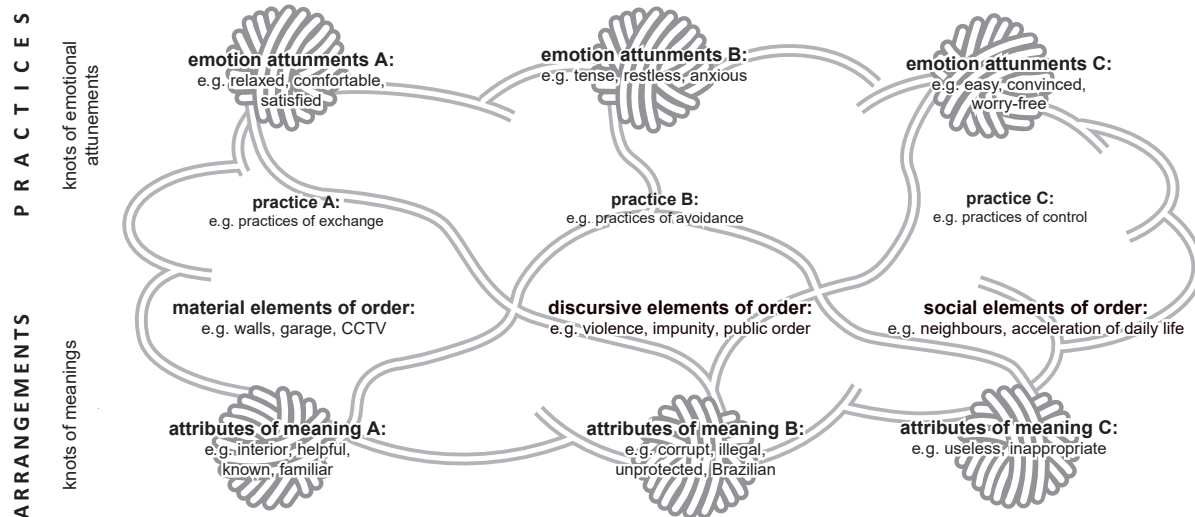 PRACTICES
knots of emotional
attunements
emotion attunments A:
e.g. relaxed, comfortable,
satisfied
emotion attunments B:
e.g. tense, restless, anxious
emotion attunments C:
e.g. easy, convinced,
worry-free
practice A:
e.g. practices of exchange
practice B:
e.g. practices of avoidance
practice C:
e.g. practices of control
ARRANGEMENTS
knots of meanings
material elements of order:
e.g. walls, garage, CCTV
discursive elements of order:
e.g. violence, impunity, public order
social elements of order:
e.g. neighbours, acceleration of daily life
attributes of meaning A:
e.g. interior, helpful,
known, familiar
attributes of meaning B:
e.g. corrupt, illegal,
unprotected, Brazilian
attributes of meaning C:
e.g. useless, inappropriate